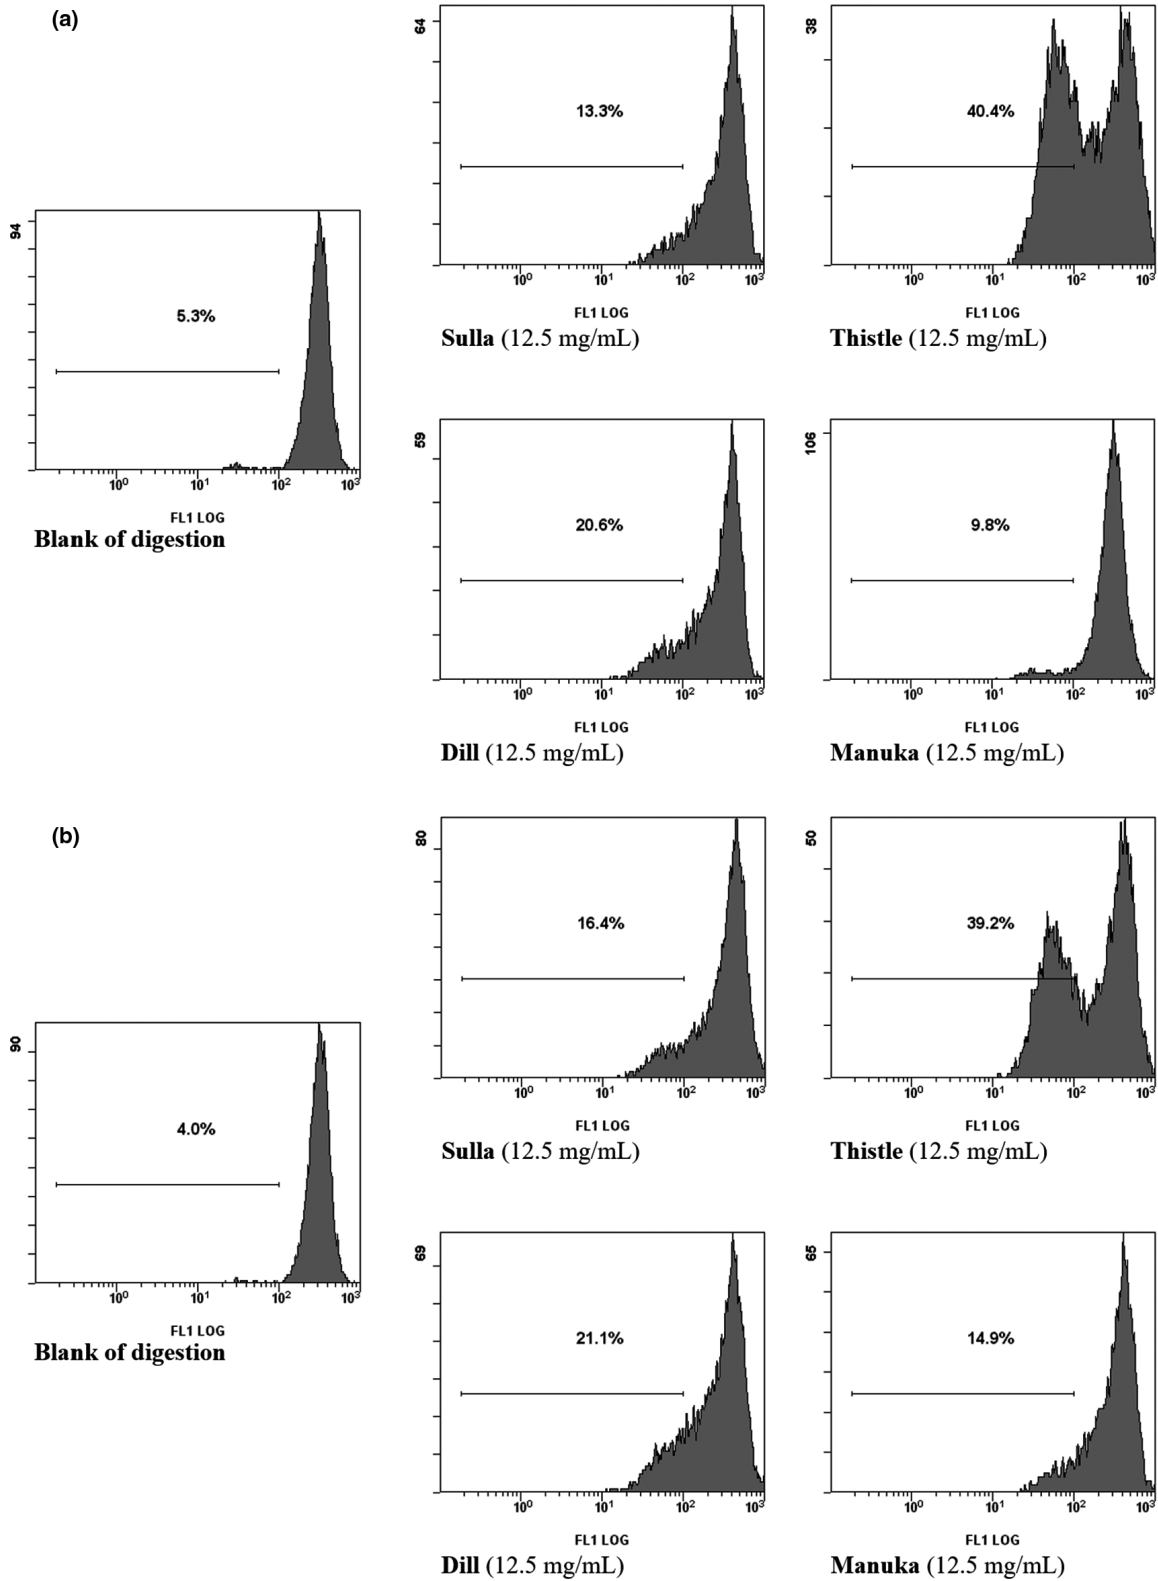 (a)
94
5.3%
10⁰ 10¹ 10² 10³
FL1 LOG
Blank of digestion
64
13.3%
10⁰ 10¹ 10² 10³
FL1 LOG
Sulla (12.5 mg/mL)
38
40.4%
10⁰ 10¹ 10² 10³
FL1 LOG
Thistle (12.5 mg/mL)
59
20.6%
10⁰ 10¹ 10² 10³
FL1 LOG
Dill (12.5 mg/mL)
106
9.8%
10⁰ 10¹ 10² 10³
FL1 LOG
Manuka (12.5 mg/mL)
(b)
90
4.0%
10⁰ 10¹ 10² 10³
FL1 LOG
Blank of digestion
80
16.4%
10⁰ 10¹ 10² 10³
FL1 LOG
Sulla (12.5 mg/mL)
50
39.2%
10⁰ 10¹ 10² 10³
FL1 LOG
Thistle (12.5 mg/mL)
69
21.1%
10⁰ 10¹ 10² 10³
FL1 LOG
Dill (12.5 mg/mL)
65
14.9%
10⁰ 10¹ 10² 10³
FL1 LOG
Manuka (12.5 mg/mL)